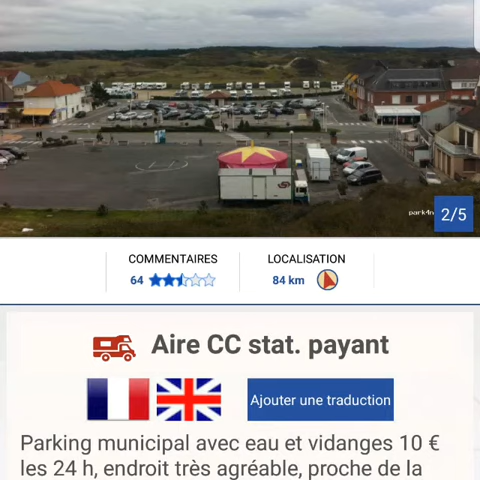 park4n
2/5
COMMENTAIRES
64
LOCALISATION
84 km
Aire CC stat. payant
Ajouter une traduction
Parking municipal avec eau et vidanges 10 €
les 24 h, endroit très agréable, proche de la